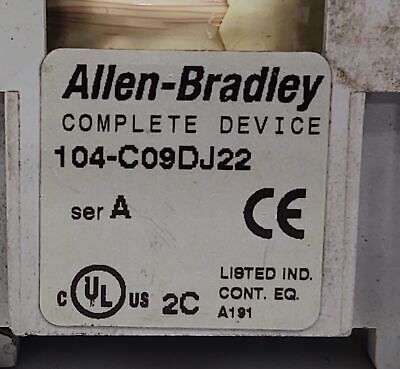 Allen-Bradley
COMPLETE DEVICE
104-C09DJ22
ser A
CE
C UL US 2C
LISTED IND.
CONT. EQ.
A191